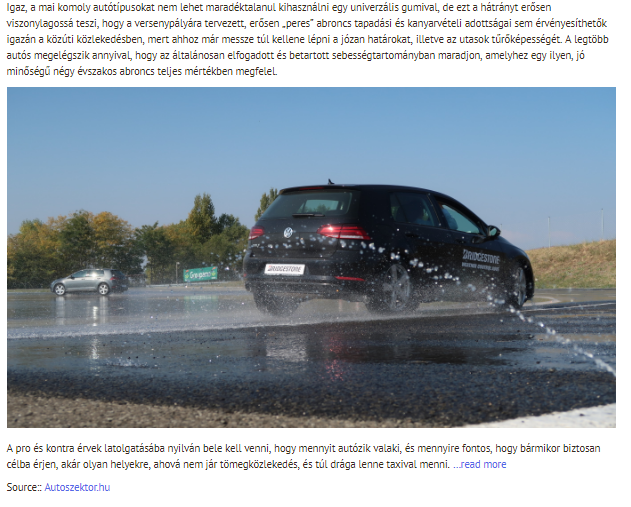 Igaz, a mai komoly autótípusokat nem lehet maradéktalanul kihasználni egy univerzális gumival, de ezt a hátrányt erősen
viszonylagossá teszi, hogy a versenypályára tervezett, erősen „peres” abroncs tapadási és kanyarvételi adottságai sem érvényesíthetők
igazán a közúti közlekedésben, mert ahhoz már messze túl kellene lépni a józan határokat, illetve az utasok tűrőképességét. A legtöbb
autós megelégszik annyival, hogy az általánosan elfogadott és betartott sebességtartományban maradjon, amelyhez egy ilyen, jó
minőségű négy évszakos abroncs teljes mértékben megfelel.
BRIDGESTONE
BRIDGESTONE
A pro és kontra érvek latolgatásába nyilván bele kell venni, hogy mennyit autózik valaki, és mennyire fontos, hogy bármikor biztosan
célba érjen, akár olyan helyekre, ahová nem jár tömegközlekedés, és túl drága lenne taxival menni. ...read more
Source:: Autoszektor.hu